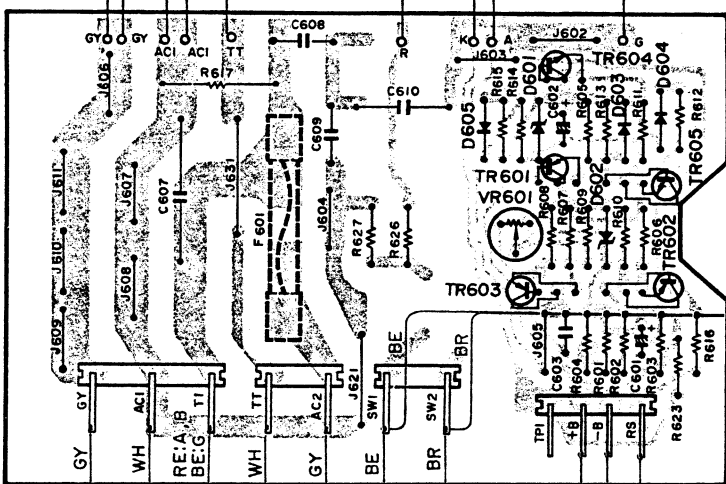 C608
GY GY AC1 AC1 TT R K A J602 G
J603
TR604
J606
R617
C610
C609
R615
R614
D601
C602
R605
R613
D603
R611
D604
R612
D605
TR605
TR601
VR601
J611
J607
C607
J631
F601
J604
R627
R626
R608
R607
R609
D602
R610
R606
TR602
J610
J608
TR603
J609
J605
C603
R604
R601
R602
C601
R603
R623
R616
J621
BE
BR
GY AC1 T1 TT AC2 SW1 SW2
TP1 +B -B RS
GY WH RE:A,B
BE:G WH GY BE BR